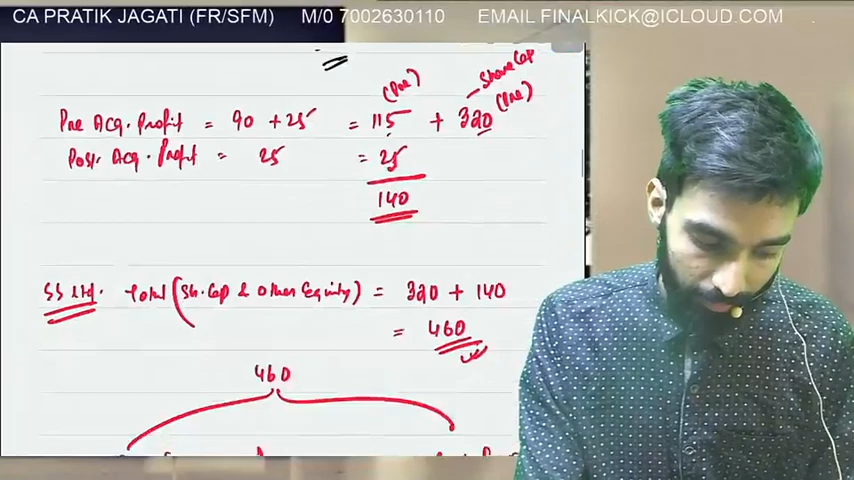 CA PRATIK JAGATI (FR/SFM) M/0 7002630110 EMAIL FINALKICK@ICLOUD.COM
(Pre) Share Cap
Pre Acq. Profit = 90 + 25 = 115 + 320 (Pre)
Post. Acq. Profit = 25 = 25
140
SS Ltd. Total (Sh. Cap & Other Equity) = 320 + 140
= 460
460